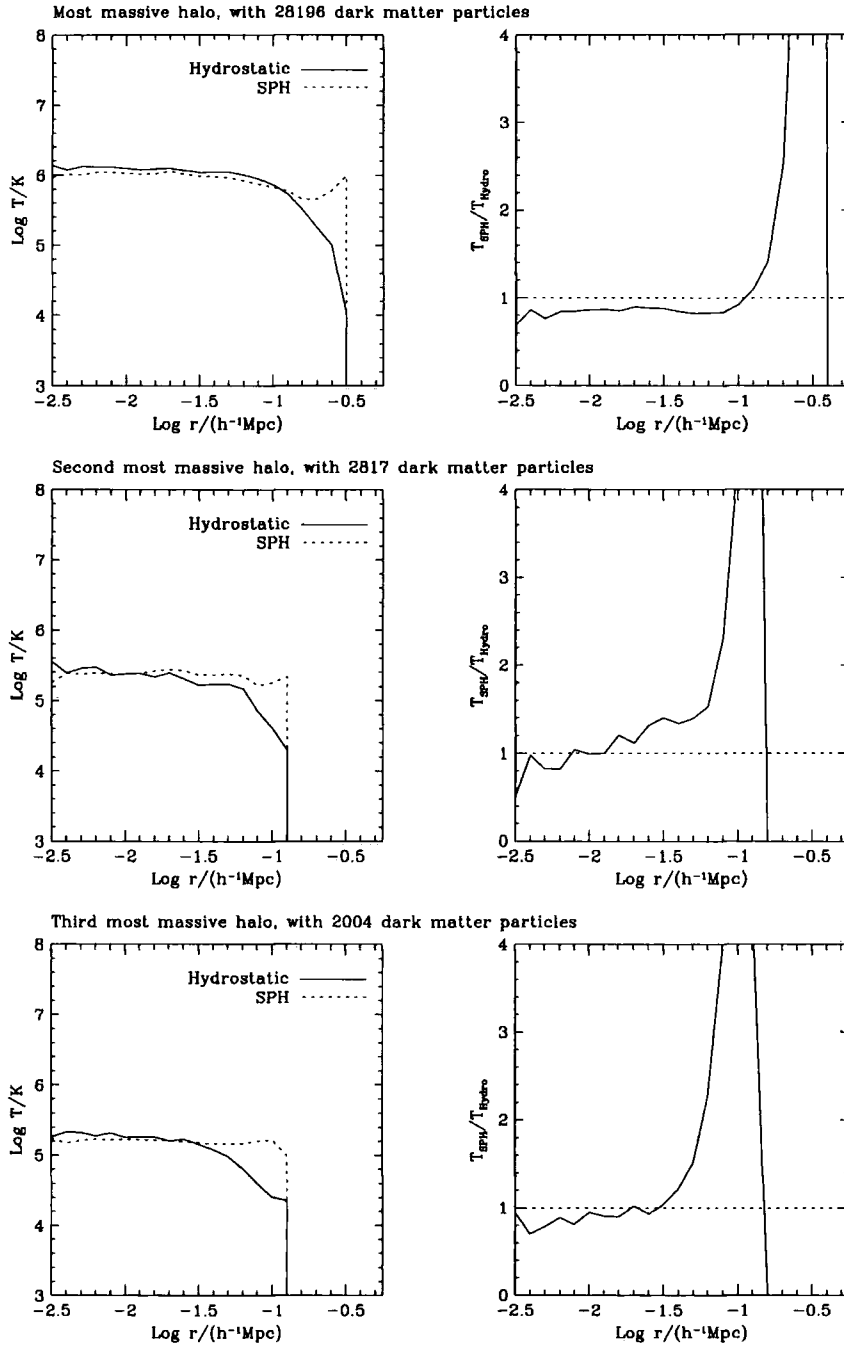 Most massive halo, with 28196 dark matter particles
8
7
6
5
4
3
Log T/K
Hydrostatic
SPH
-2.5 -2 -1.5 -1 -0.5
Log r/(h⁻¹Mpc)
4
3
2
1
0
T_SPH/T_Hydro
-2.5 -2 -1.5 -1 -0.5
Log r/(h⁻¹Mpc)
Second most massive halo, with 2817 dark matter particles
8
7
6
5
4
3
Log T/K
Hydrostatic
SPH
-2.5 -2 -1.5 -1 -0.5
Log r/(h⁻¹Mpc)
4
3
2
1
0
T_SPH/T_Hydro
-2.5 -2 -1.5 -1 -0.5
Log r/(h⁻¹Mpc)
Third most massive halo, with 2004 dark matter particles
8
7
6
5
4
3
Log T/K
Hydrostatic
SPH
-2.5 -2 -1.5 -1 -0.5
Log r/(h⁻¹Mpc)
4
3
2
1
0
T_SPH/T_Hydro
-2.5 -2 -1.5 -1 -0.5
Log r/(h⁻¹Mpc)